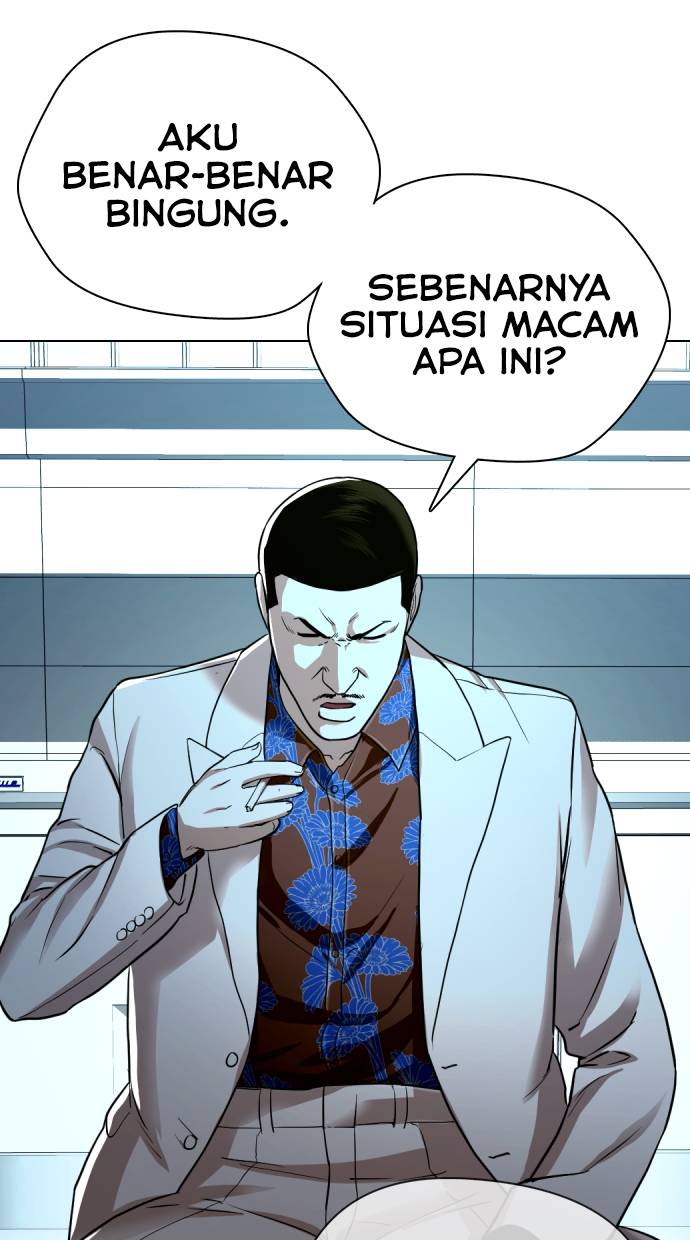 AKU
BENAR-BENAR
BINGUNG.
SEBENARNYA
SITUASI MACAM
APA INI?